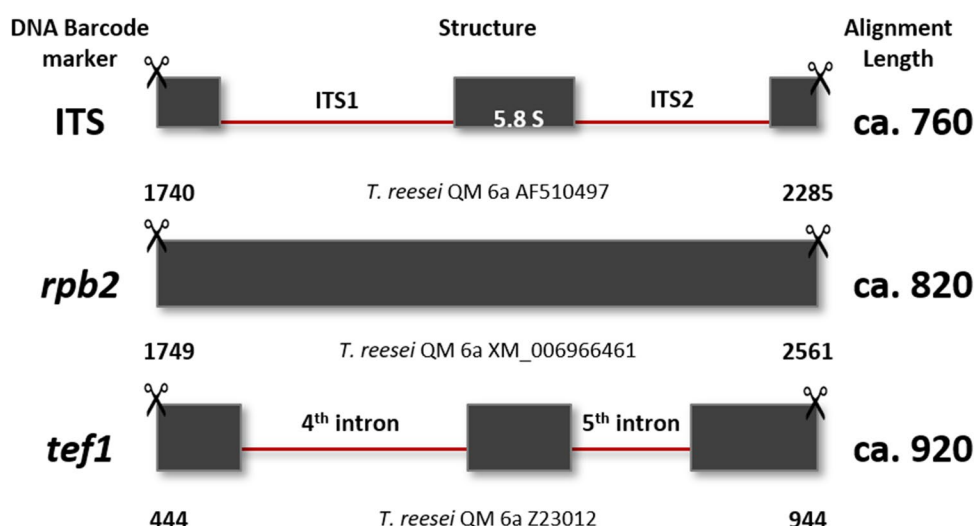 DNA Barcode marker
Structure
Alignment Length
ITS
ITS1
5.8 S
ITS2
ca. 760
1740
T. reesei QM 6a AF510497
2285
rpb2
ca. 820
1749
T. reesei QM 6a XM_006966461
2561
tef1
4th intron
5th intron
ca. 920
444
T. reesei QM 6a Z23012
944